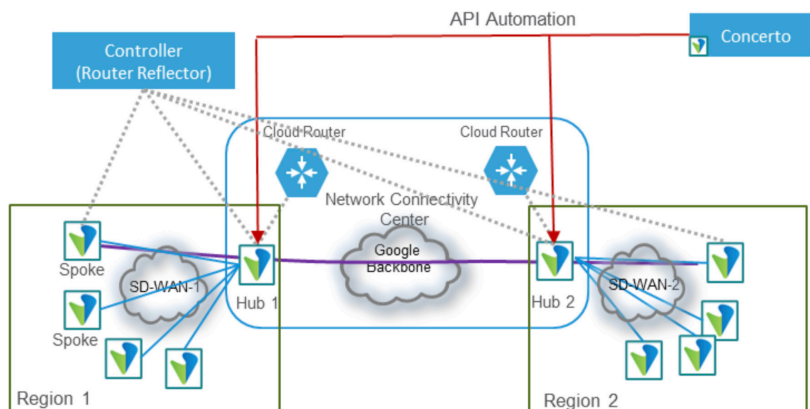 API Automation
Controller
(Router Reflector)
Concerto
Cloud Router
Cloud Router
Network Connectivity
Center
Google
Backbone
Spoke
SD-WAN-1
Hub 1
Hub 2
SD-WAN-2
Spoke
Region 1
Region 2